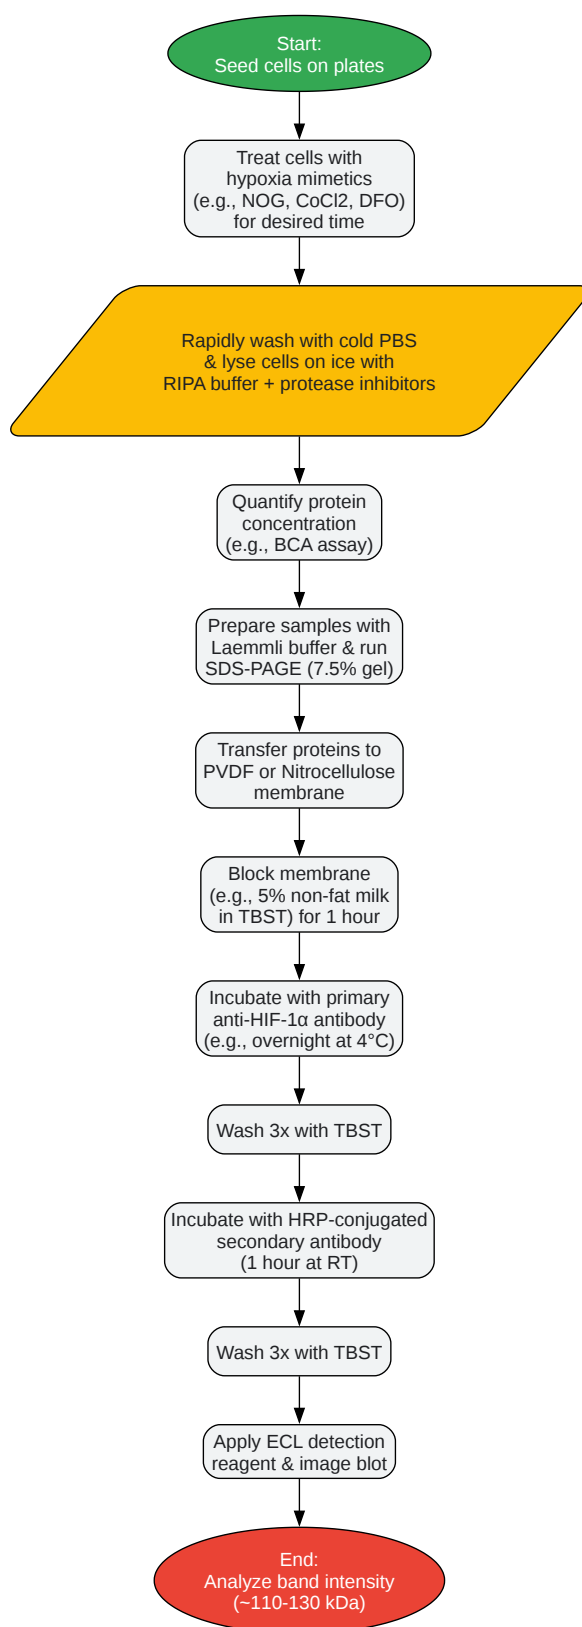 Start:
Seed cells on plates
Treat cells with
hypoxia mimetics
(e.g., NOG, CoCl2, DFO)
for desired time
Rapidly wash with cold PBS
& lyse cells on ice with
RIPA buffer + protease inhibitors
Quantify protein
concentration
(e.g., BCA assay)
Prepare samples with
Laemmli buffer & run
SDS-PAGE (7.5% gel)
Transfer proteins to
PVDF or Nitrocellulose
membrane
Block membrane
(e.g., 5% non-fat milk
in TBST) for 1 hour
Incubate with primary
anti-HIF-1α antibody
(e.g., overnight at 4°C)
Wash 3x with TBST
Incubate with HRP-conjugated
secondary antibody
(1 hour at RT)
Wash 3x with TBST
Apply ECL detection
reagent & image blot
End:
Analyze band intensity
(~110-130 kDa)